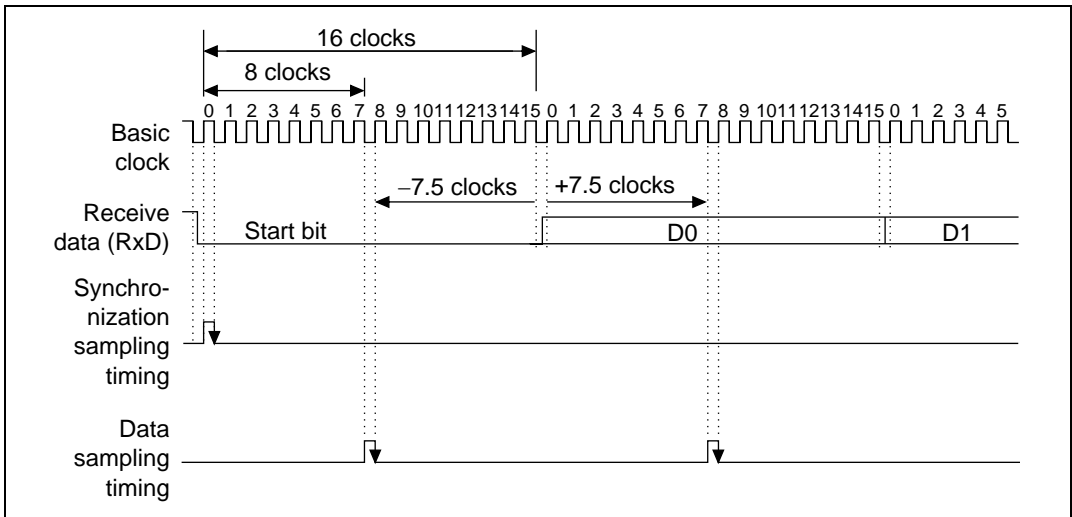 16 clocks
8 clocks
0 1 2 3 4 5 6 7 8 9 10 11 12 13 14 15 0 1 2 3 4 5 6 7 8 9 10 11 12 13 14 15 0 1 2 3 4 5
Basic
clock
−7.5 clocks +7.5 clocks
Receive
data (RxD)
Start bit D0 D1
Synchro-
nization
sampling
timing
Data
sampling
timing